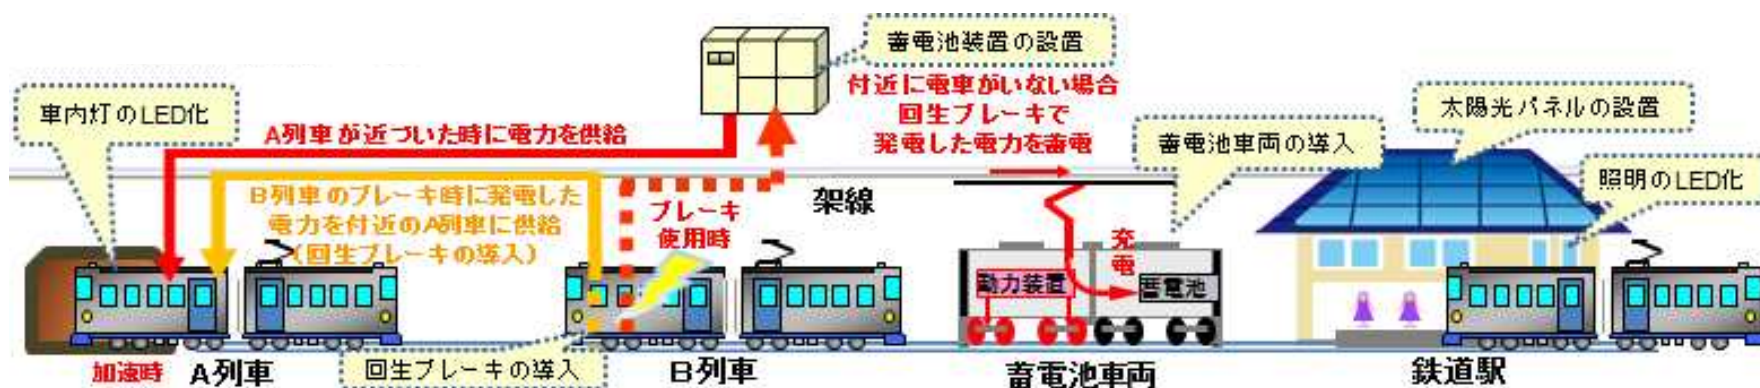 車内灯のLED化
A列車が近づいた時に電力を供給
蓄電池装置の設置
付近に電車がいない場合
回生ブレーキで
発電した電力を蓄電
B列車のブレーキ時に発電した
電力を付近のA列車に供給
(回生ブレーキの導入)
ブレーキ
使用時
架線
蓄電池車両の導入
太陽光パネルの設置
照明のLED化
充
電
動力装置
蓄電池
加速時
A列車
回生ブレーキの導入
B列車
蓄電池車両
鉄道駅